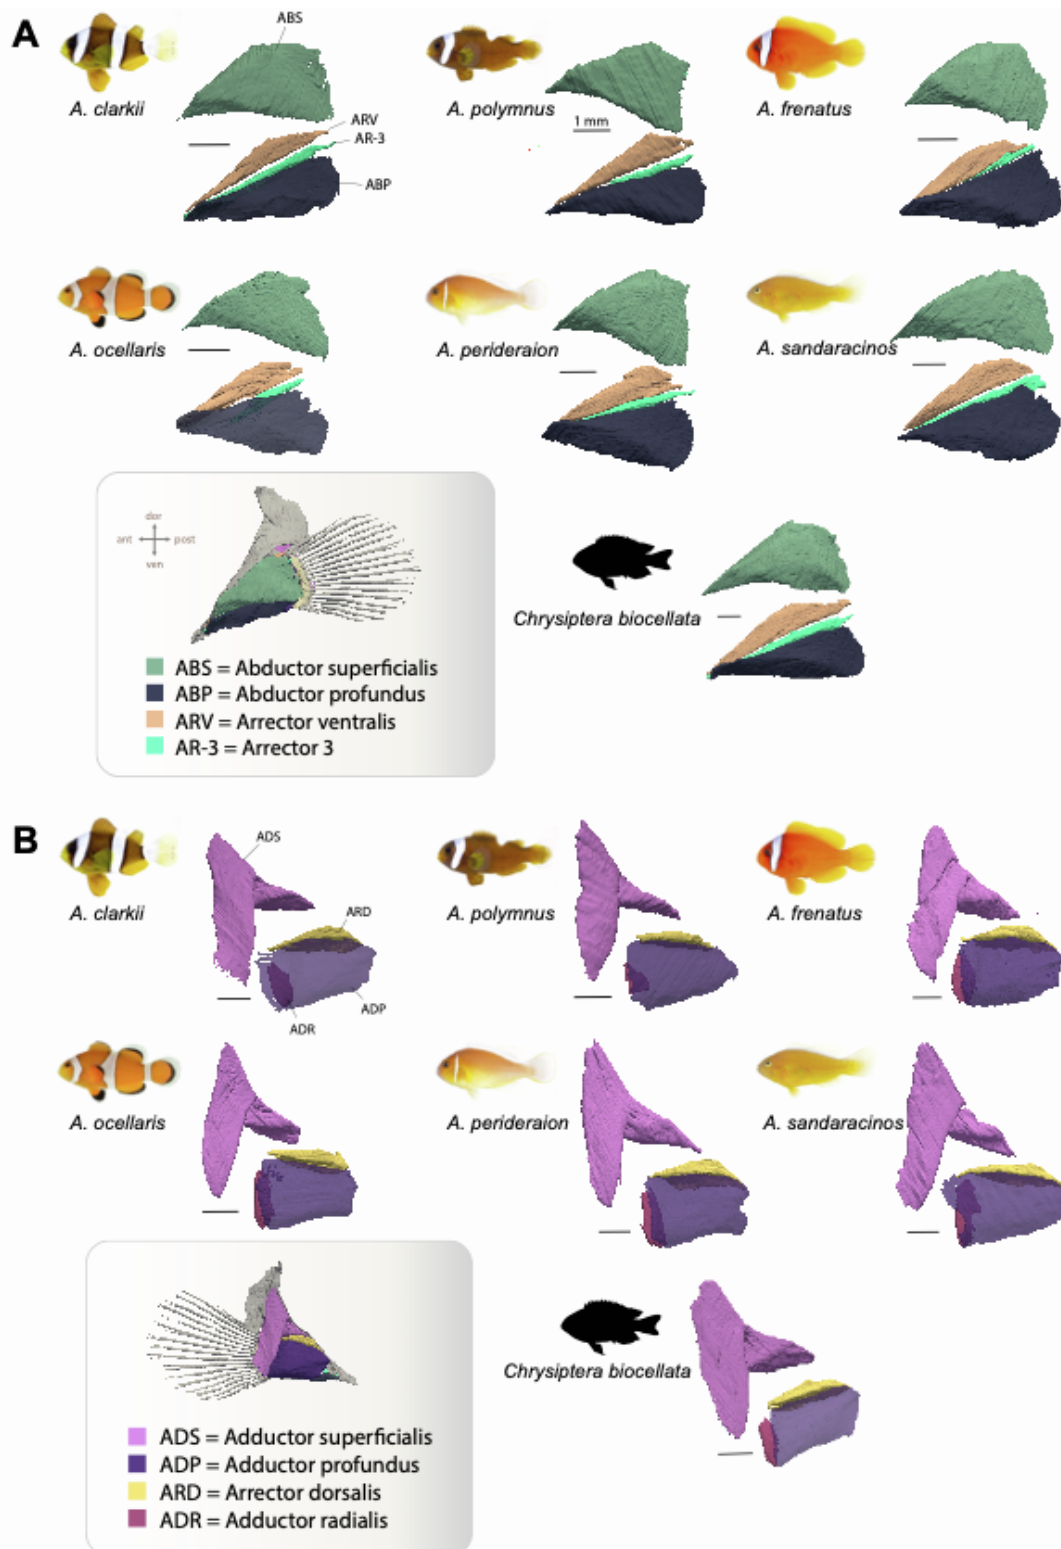 A
ABS
A. clarkii
A. polymnus
A. frenatus
ARV
1 mm
AR-3
ABP
A. ocellaris
A. perideraion
A. sandaracinos
dor
ant
post
ven
Chrysiptera biocellata
ABS = Abductor superficialis
ABP = Abductor profundus
ARV = Arrector ventralis
AR-3 = Arrector 3
B
ADS
A. clarkii
A. polymnus
A. frenatus
ARD
ADP
ADR
A. ocellaris
A. perideraion
A. sandaracinos
Chrysiptera biocellata
ADS = Adductor superficialis
ADP = Adductor profundus
ARD = Arrector dorsalis
ADR = Adductor radialis